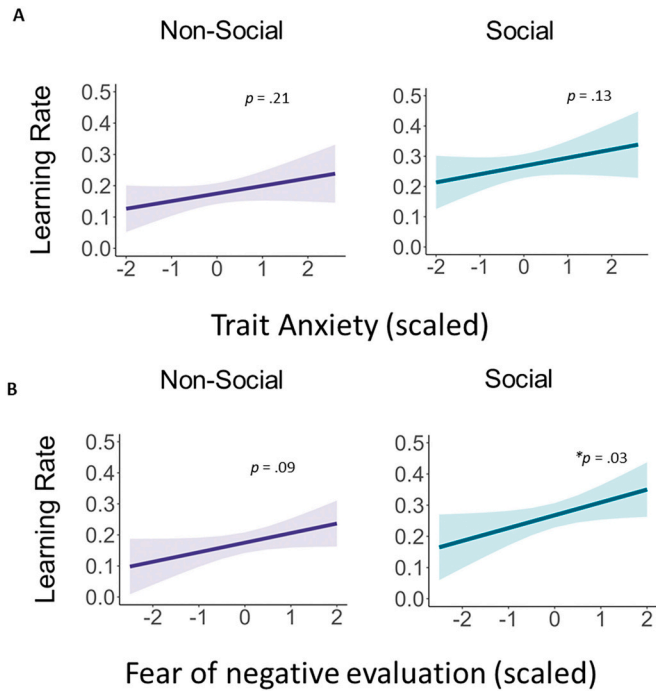 A
Non-Social
Social
p = .21
p = .13
Learning Rate
0.5
0.4
0.3
0.2
0.1
0.0
-2 -1 0 1 2
0.5
0.4
0.3
0.2
0.1
0.0
-2 -1 0 1 2
Trait Anxiety (scaled)
B
Non-Social
Social
p = .09
*p = .03
Learning Rate
0.5
0.4
0.3
0.2
0.1
0.0
-2 -1 0 1 2
0.5
0.4
0.3
0.2
0.1
0.0
-2 -1 0 1 2
Fear of negative evaluation (scaled)